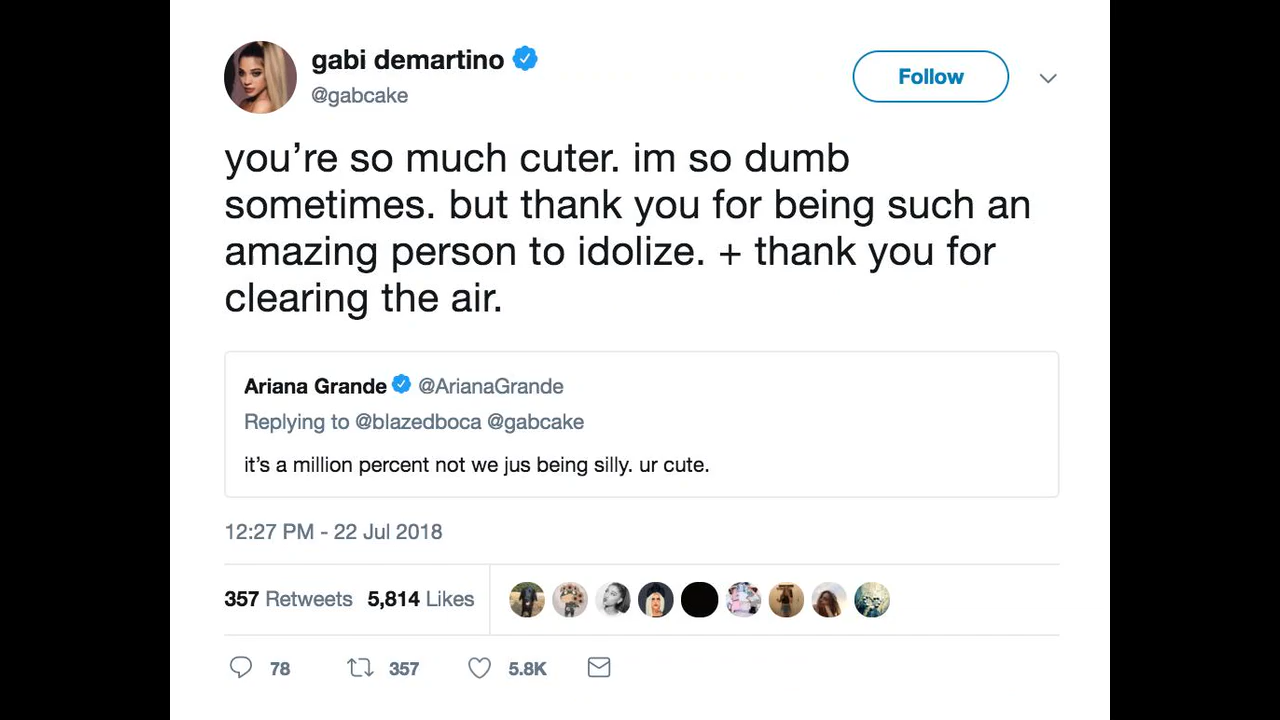 gabi demartino
@gabcake
Follow
you’re so much cuter. im so dumb
sometimes. but thank you for being such an
amazing person to idolize. + thank you for
clearing the air.
Ariana Grande @ArianaGrande
Replying to @blazedboca @gabcake
it’s a million percent not we jus being silly. ur cute.
12:27 PM - 22 Jul 2018
357 Retweets 5,814 Likes
78 357 5.8K